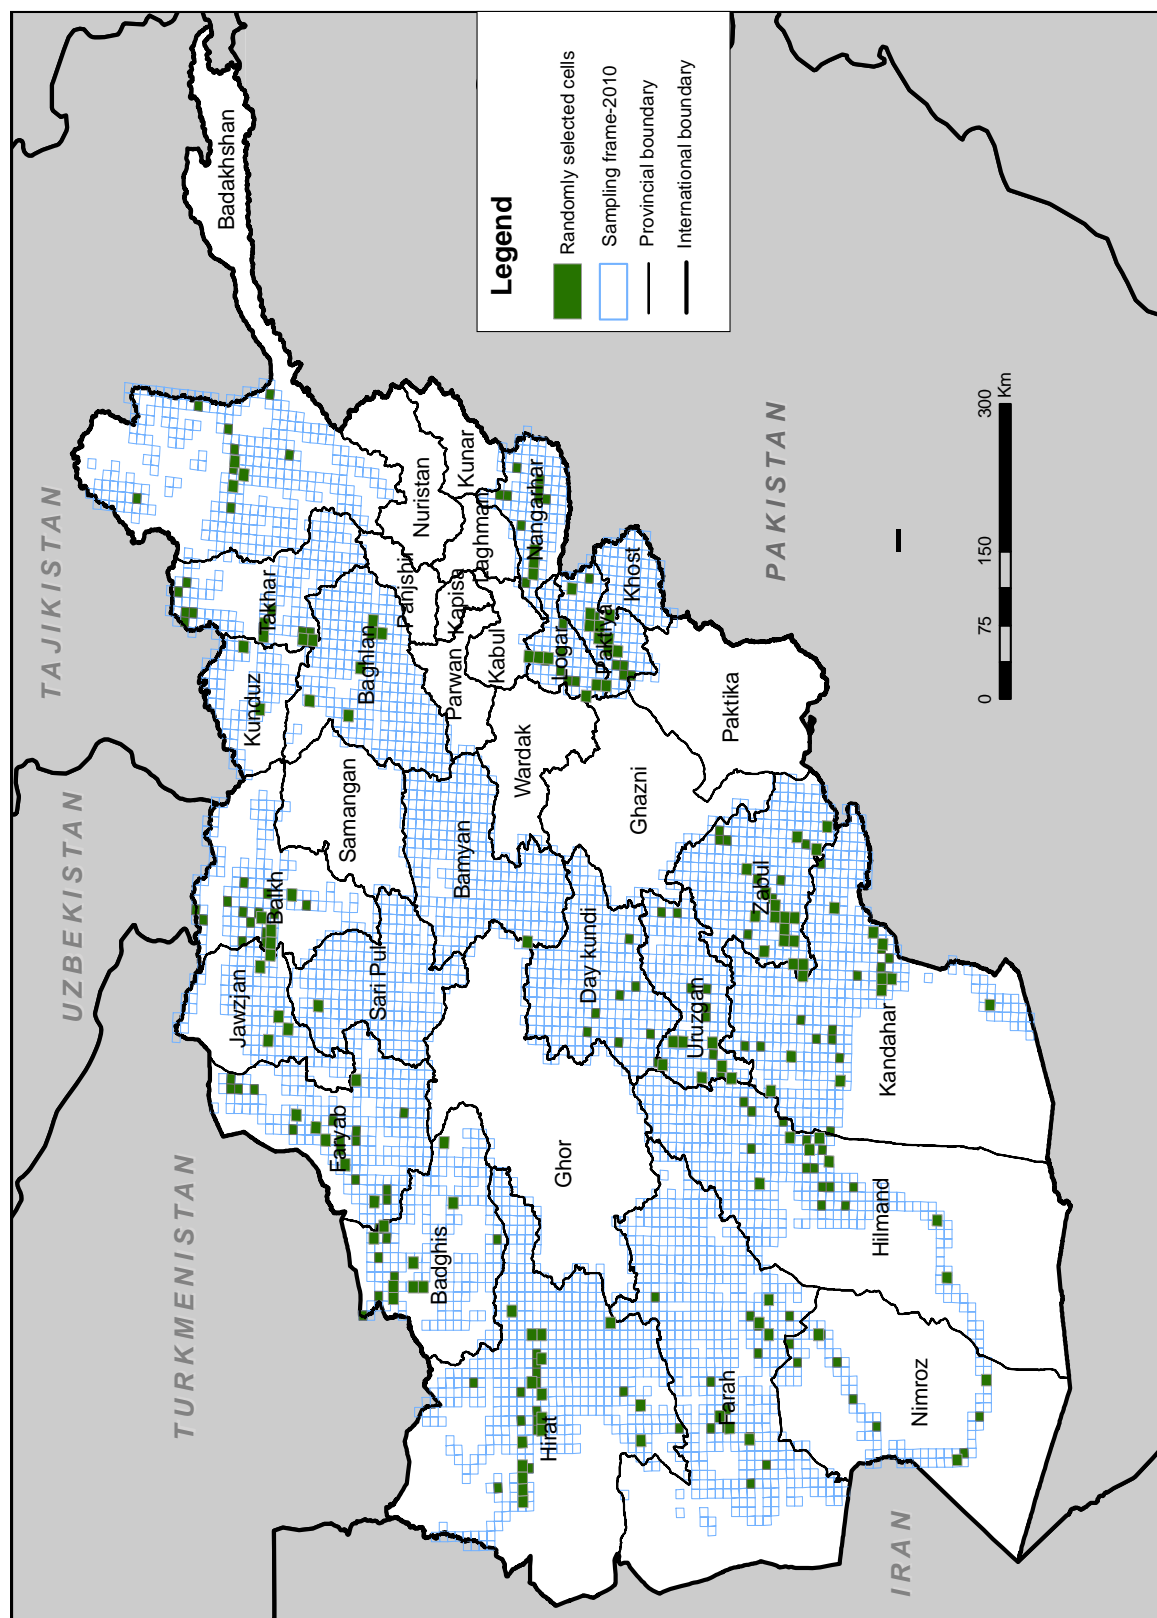 TAJIKISTAN
UZBEKISTAN
TURKMENISTAN
IRAN
PAKISTAN
Badakhshan
Takhar
Kunduz
Baghlan
Balkh
Samangan
Jawzjan
Sari Pul
Faryab
Badghis
Hirat
Ghor
Bamyan
Day kundi
Uruzgan
Zabul
Kandahar
Hilmand
Nimroz
Farah
Ghazni
Wardak
Parwan
Panjshir
Kapisa
Kabul
Laghman
Nuristan
Kunar
Nangarhar
Logar
Paktya
Khost
Paktika
Legend
Randomly selected cells
Sampling frame-2010
Provincial boundary
International boundary
0 75 150 300
Km